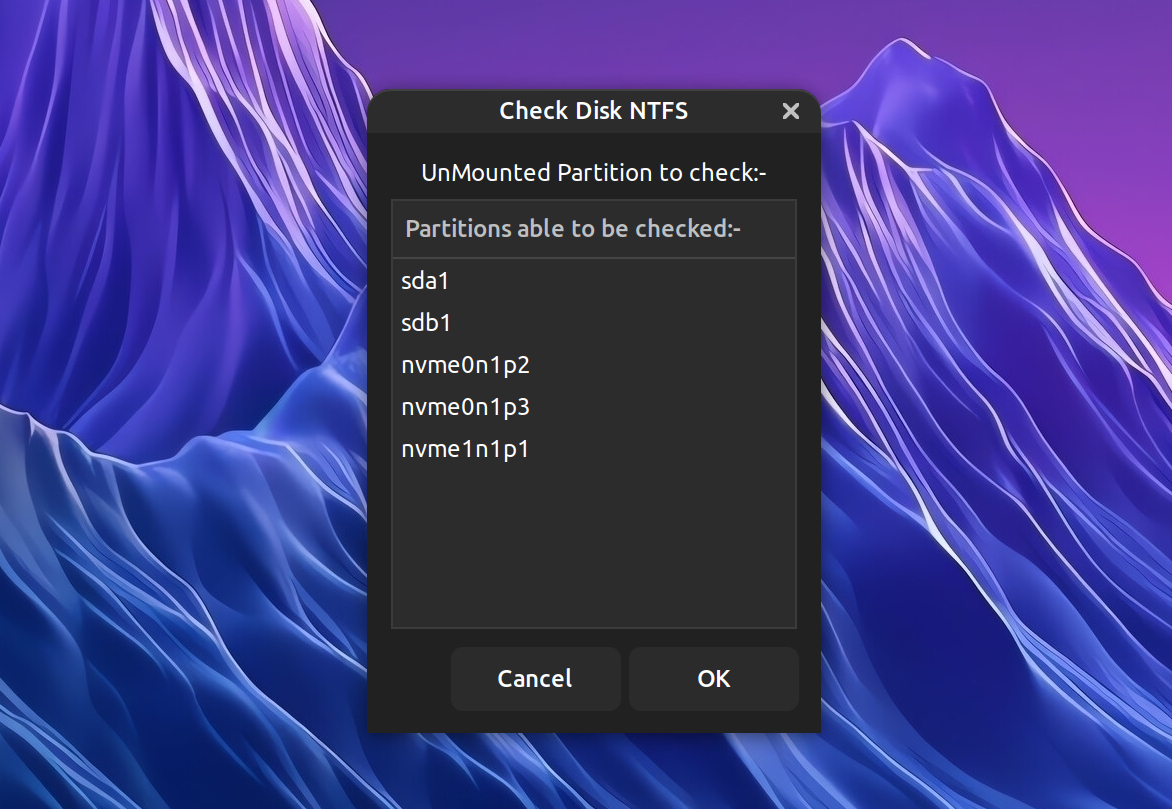 Check Disk NTFS
UnMounted Partition to check:-
Partitions able to be checked:-
sda1
sdb1
nvme0n1p2
nvme0n1p3
nvme1n1p1
Cancel
OK